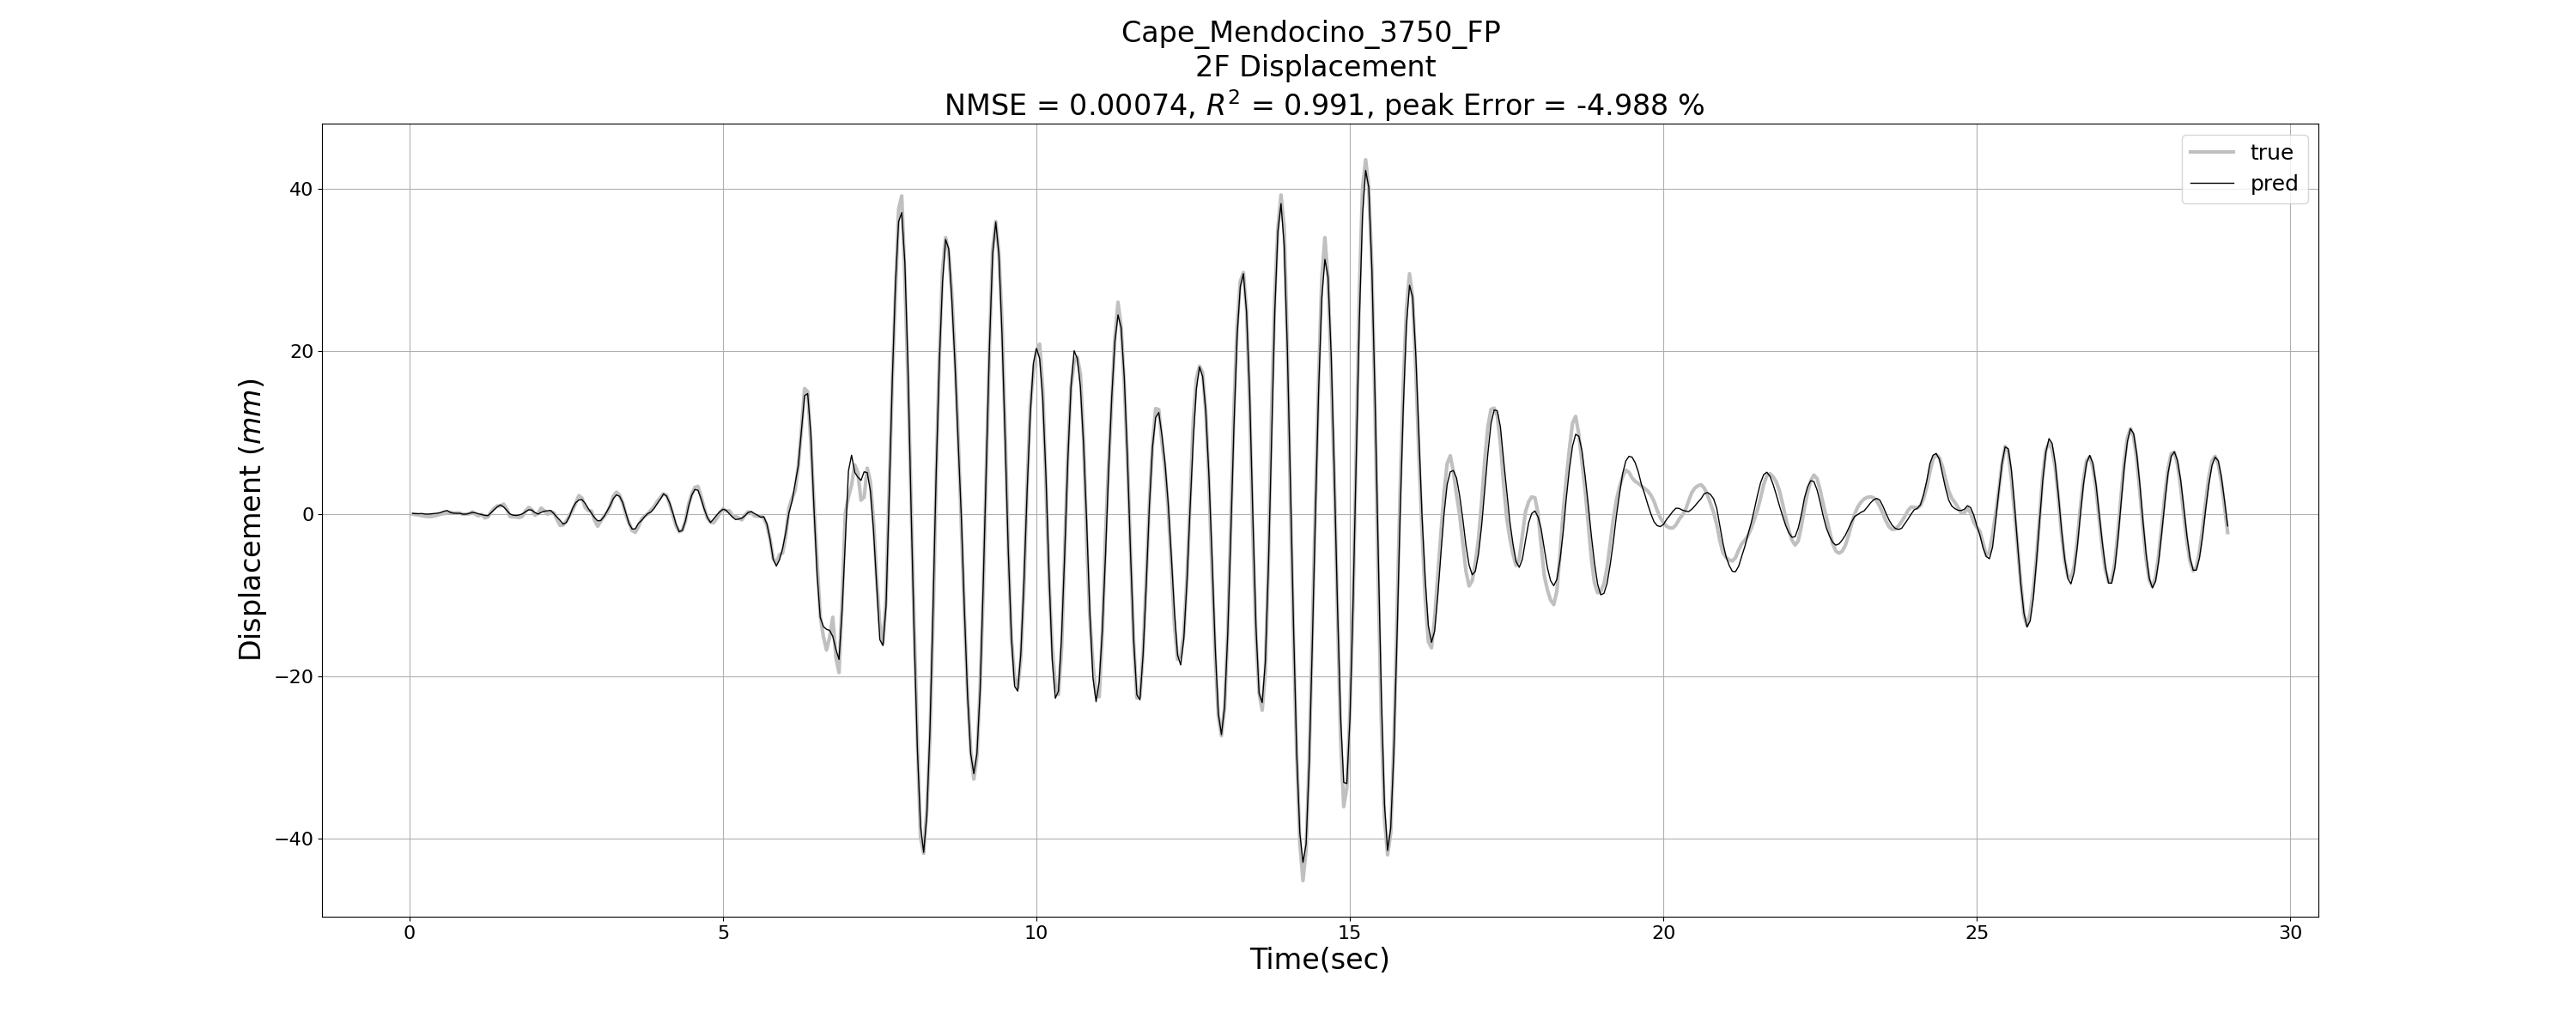 Cape_Mendocino_3750_FP
2F Displacement
NMSE = 0.00074, R² = 0.991, peak Error = -4.988 %
true
pred
40
20
0
−20
−40
Displacement (mm)
0 5 10 15 20 25 30
Time(sec)